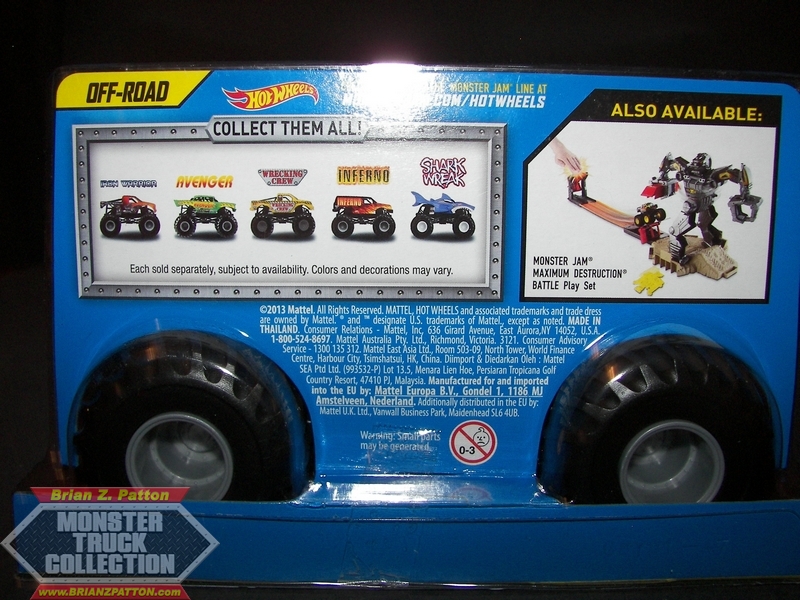 OFF-ROAD
Hot Wheels
MONSTER JAM® LINE AT
COM/HOTWHEELS
COLLECT THEM ALL!
IRON WARRIOR
AVENGER
WRECKING CREW
INFERNO
SHARK WREAK
INFERNO
Each sold separately, subject to availability. Colors and decorations may vary.
ALSO AVAILABLE:
MONSTER JAM®
MAXIMUM DESTRUCTION®
BATTLE Play Set
©2013 Mattel. All Rights Reserved. MATTEL, HOT WHEELS and associated trademarks and trade dress
are owned by Mattel. ® and ™ designate U.S. trademarks of Mattel, except as noted. MADE IN
THAILAND. Consumer Relations - Mattel, Inc, 636 Girard Avenue, East Aurora, NY 14052, U.S.A.
1-800-524-8697. Mattel Australia Pty. Ltd., Richmond, Victoria. 3121. Consumer Advisory
Service - 1300 135 312. Mattel East Asia Ltd., Room 503-09, North Tower, World Finance
Centre, Harbour City, Tsimshatsui, HK, China. Diimport & Diedarkan Oleh : Mattel
SEA Ptd Ltd. (993532-P) Lot 13.5, Menara Lien Hoe, Persiaran Tropicana Golf
Country Resort, 47410 PJ, Malaysia. Manufactured for and imported
into the EU by: Mattel Europa B.V., Gondel 1, 1186 MJ
Amstelveen, Nederland. Additionally distributed in the EU by:
Mattel U.K. Ltd., Vanwall Business Park, Maidenhead SL6 4UB.
Warning: Small parts
may be generated.
0-3
Brian Z. Patton
MONSTER
TRUCK
COLLECTION
www.BRIANZPATTON.com